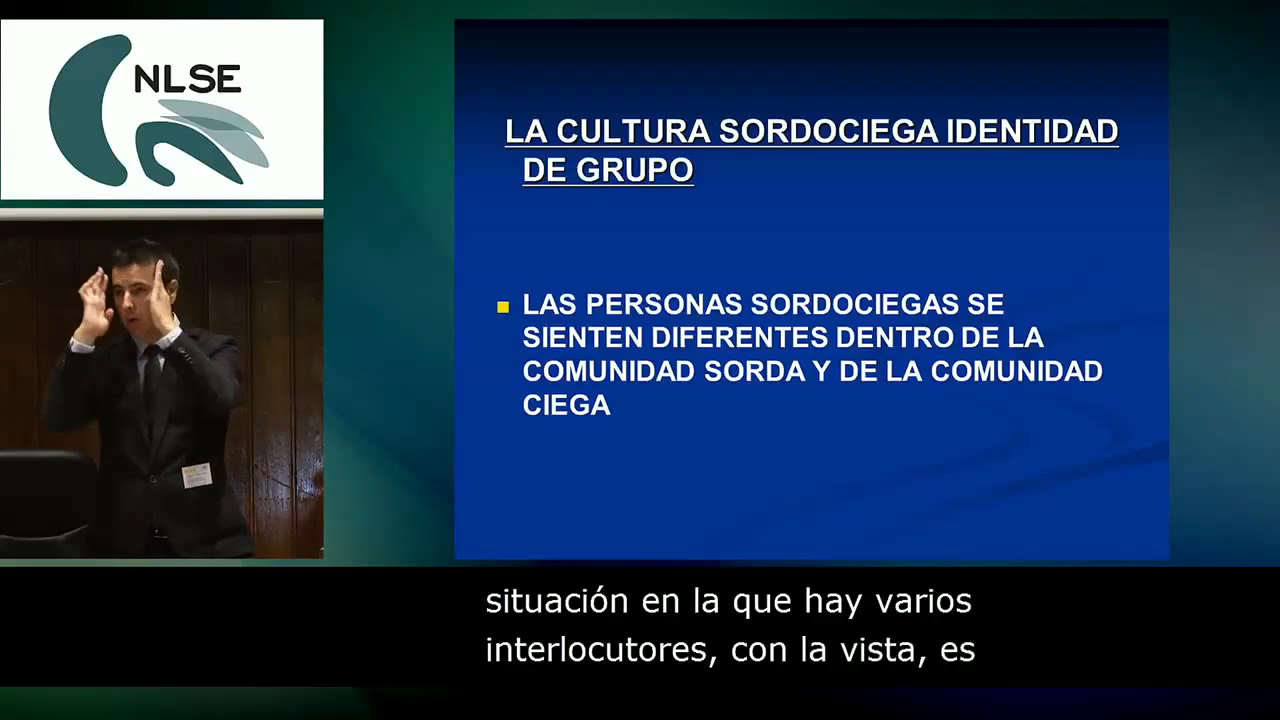 NLSE
LA CULTURA SORDOCIEGA IDENTIDAD
DE GRUPO
LAS PERSONAS SORDOCIEGAS SE
SIENTEN DIFERENTES DENTRO DE LA
COMUNIDAD SORDA Y DE LA COMUNIDAD
CIEGA
situación en la que hay varios
interlocutores, con la vista, es